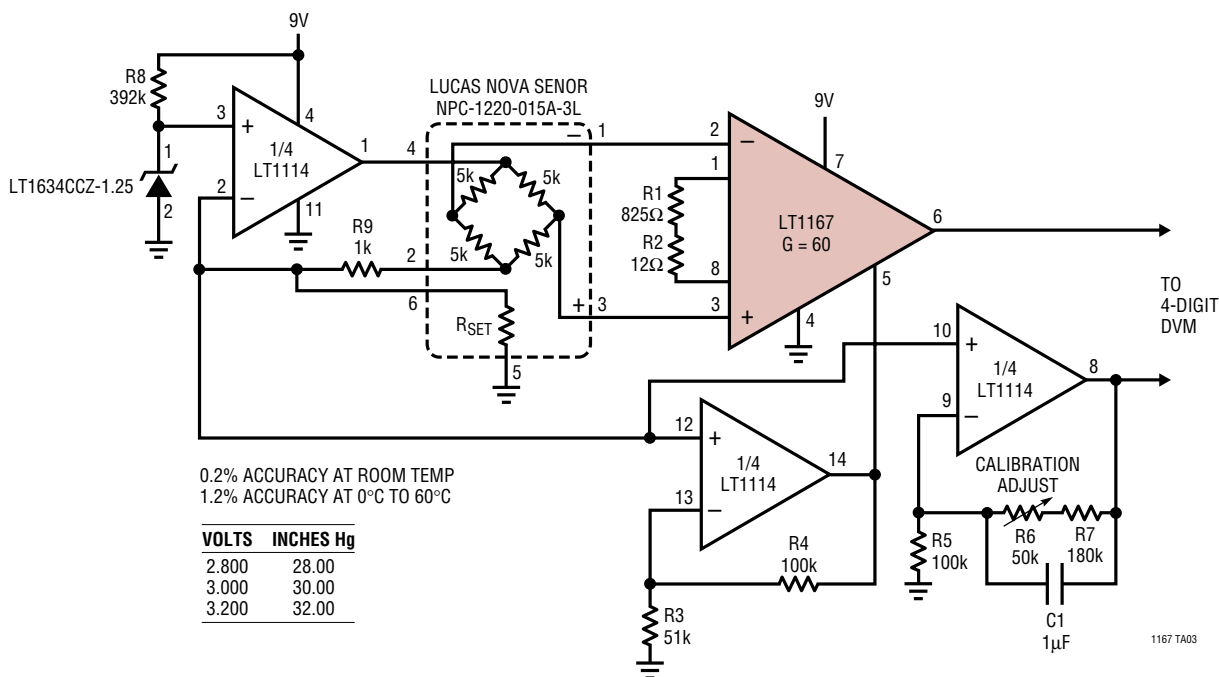 9V
R8
392k
3
+
4
1
1/4
LT1114
1
LT1634CCZ-1.25
2
2
–
11
LUCAS NOVA SENOR
NPC-1220-015A-3L
4
–
1
5k
5k
5k
5k
R9
1k
2
6
+
3
RSET
5
9V
2
–
7
1
R1
825Ω
LT1167
G = 60
6
R2
12Ω
8
5
3
+
4
TO
4-DIGIT
DVM
10
+
1/4
LT1114
8
9
–
12
+
1/4
LT1114
14
13
–
CALIBRATION
ADJUST
R6
50k
R7
180k
R5
100k
R4
100k
C1
1µF
R3
51k
0.2% ACCURACY AT ROOM TEMP
1.2% ACCURACY AT 0°C TO 60°C
VOLTS INCHES Hg
2.800 28.00
3.000 30.00
3.200 32.00
1167 TA03